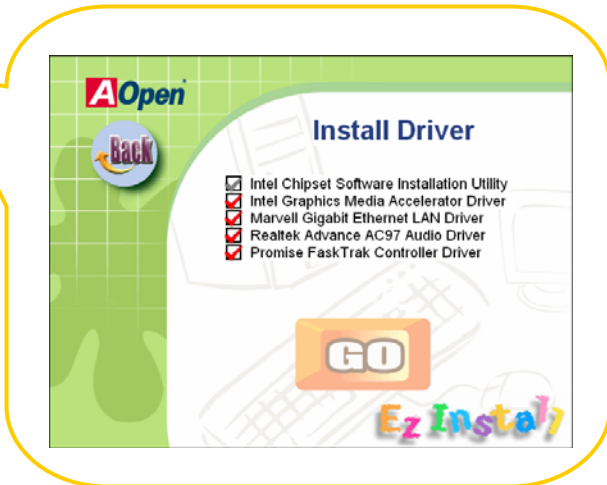 AOpen
Back
Install Driver
Intel Chipset Software Installation Utility
Intel Graphics Media Accelerator Driver
Marvell Gigabit Ethernet LAN Driver
Realtek Advance AC97 Audio Driver
Promise FaskTrak Controller Driver
GO
Ez Install